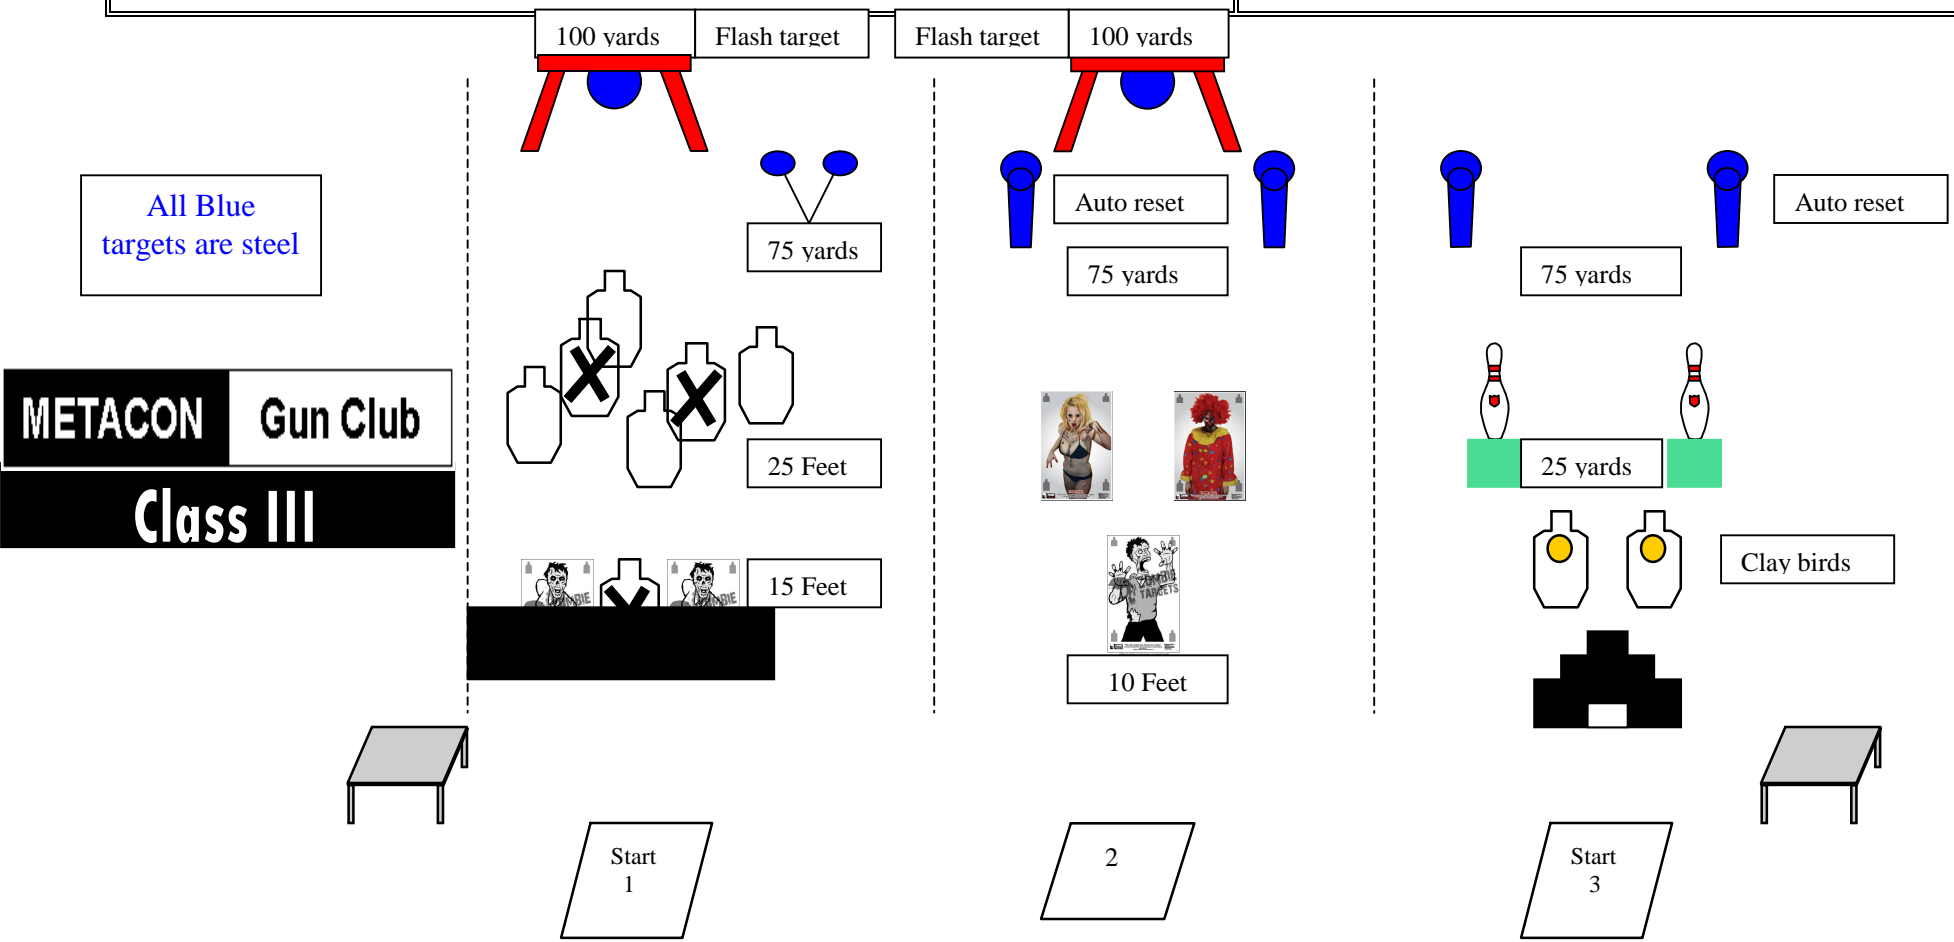 100 yards
Flash target
Flash target
100 yards
All Blue
targets are steel
Auto reset
Auto reset
75 yards
75 yards
75 yards
METACON
Gun Club
Class III
25 Feet
25 yards
Clay birds
15 Feet
ZOMBIE
TARGETS
10 Feet
Start
1
2
Start
3